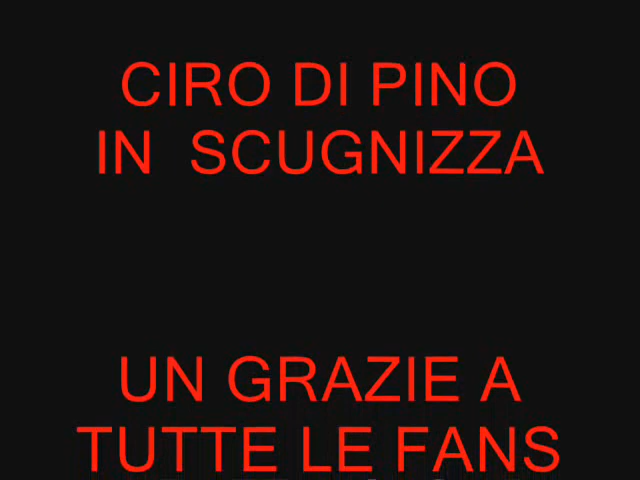 CIRO DI PINO
IN SCUGNIZZA
UN GRAZIE A
TUTTE LE FANS